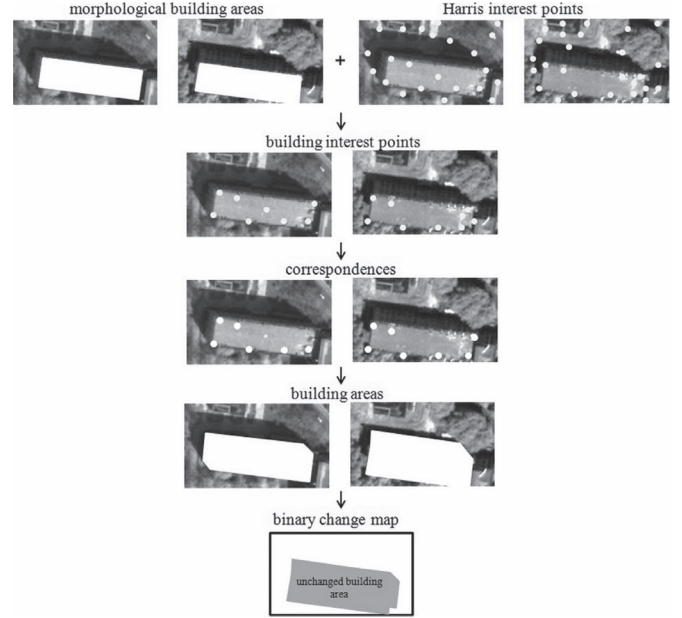 morphological building areas
Harris interest points
+
building interest points
correspondences
building areas
binary change map
unchanged building
area